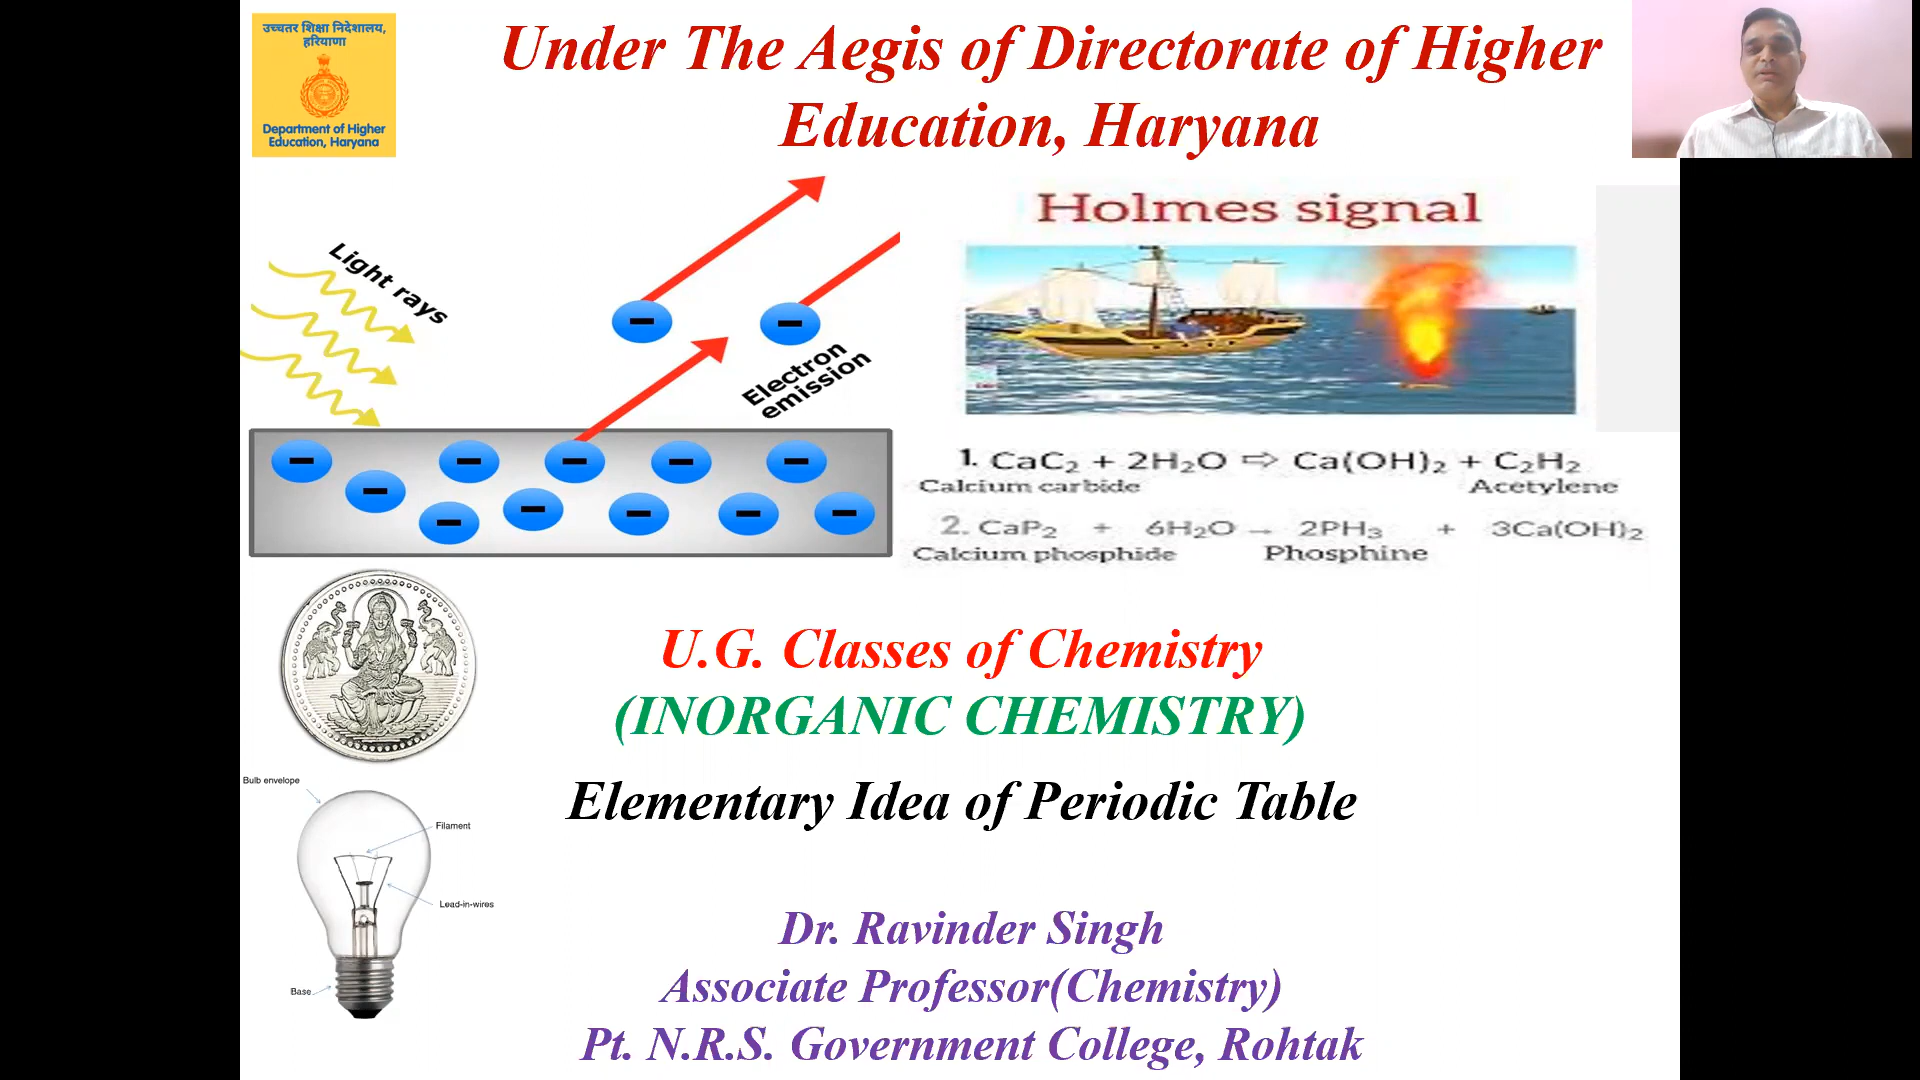 उच्चतर शिक्षा निदेशालय,
हरियाणा
Department of Higher
Education, Haryana
Under The Aegis of Directorate of Higher
Education, Haryana
Light rays
Electron
emission
Holmes signal
1. CaC₂ + 2H₂O ⇨ Ca(OH)₂ + C₂H₂
Calcium carbide Acetylene
2. CaP₂ + 6H₂O → 2PH₃ + 3Ca(OH)₂
Calcium phosphide Phosphine
U.G. Classes of Chemistry
(INORGANIC CHEMISTRY)
Elementary Idea of Periodic Table
Bulb envelope
Filament
Lead-in-wires
Base
Dr. Ravinder Singh
Associate Professor(Chemistry)
Pt. N.R.S. Government College, Rohtak